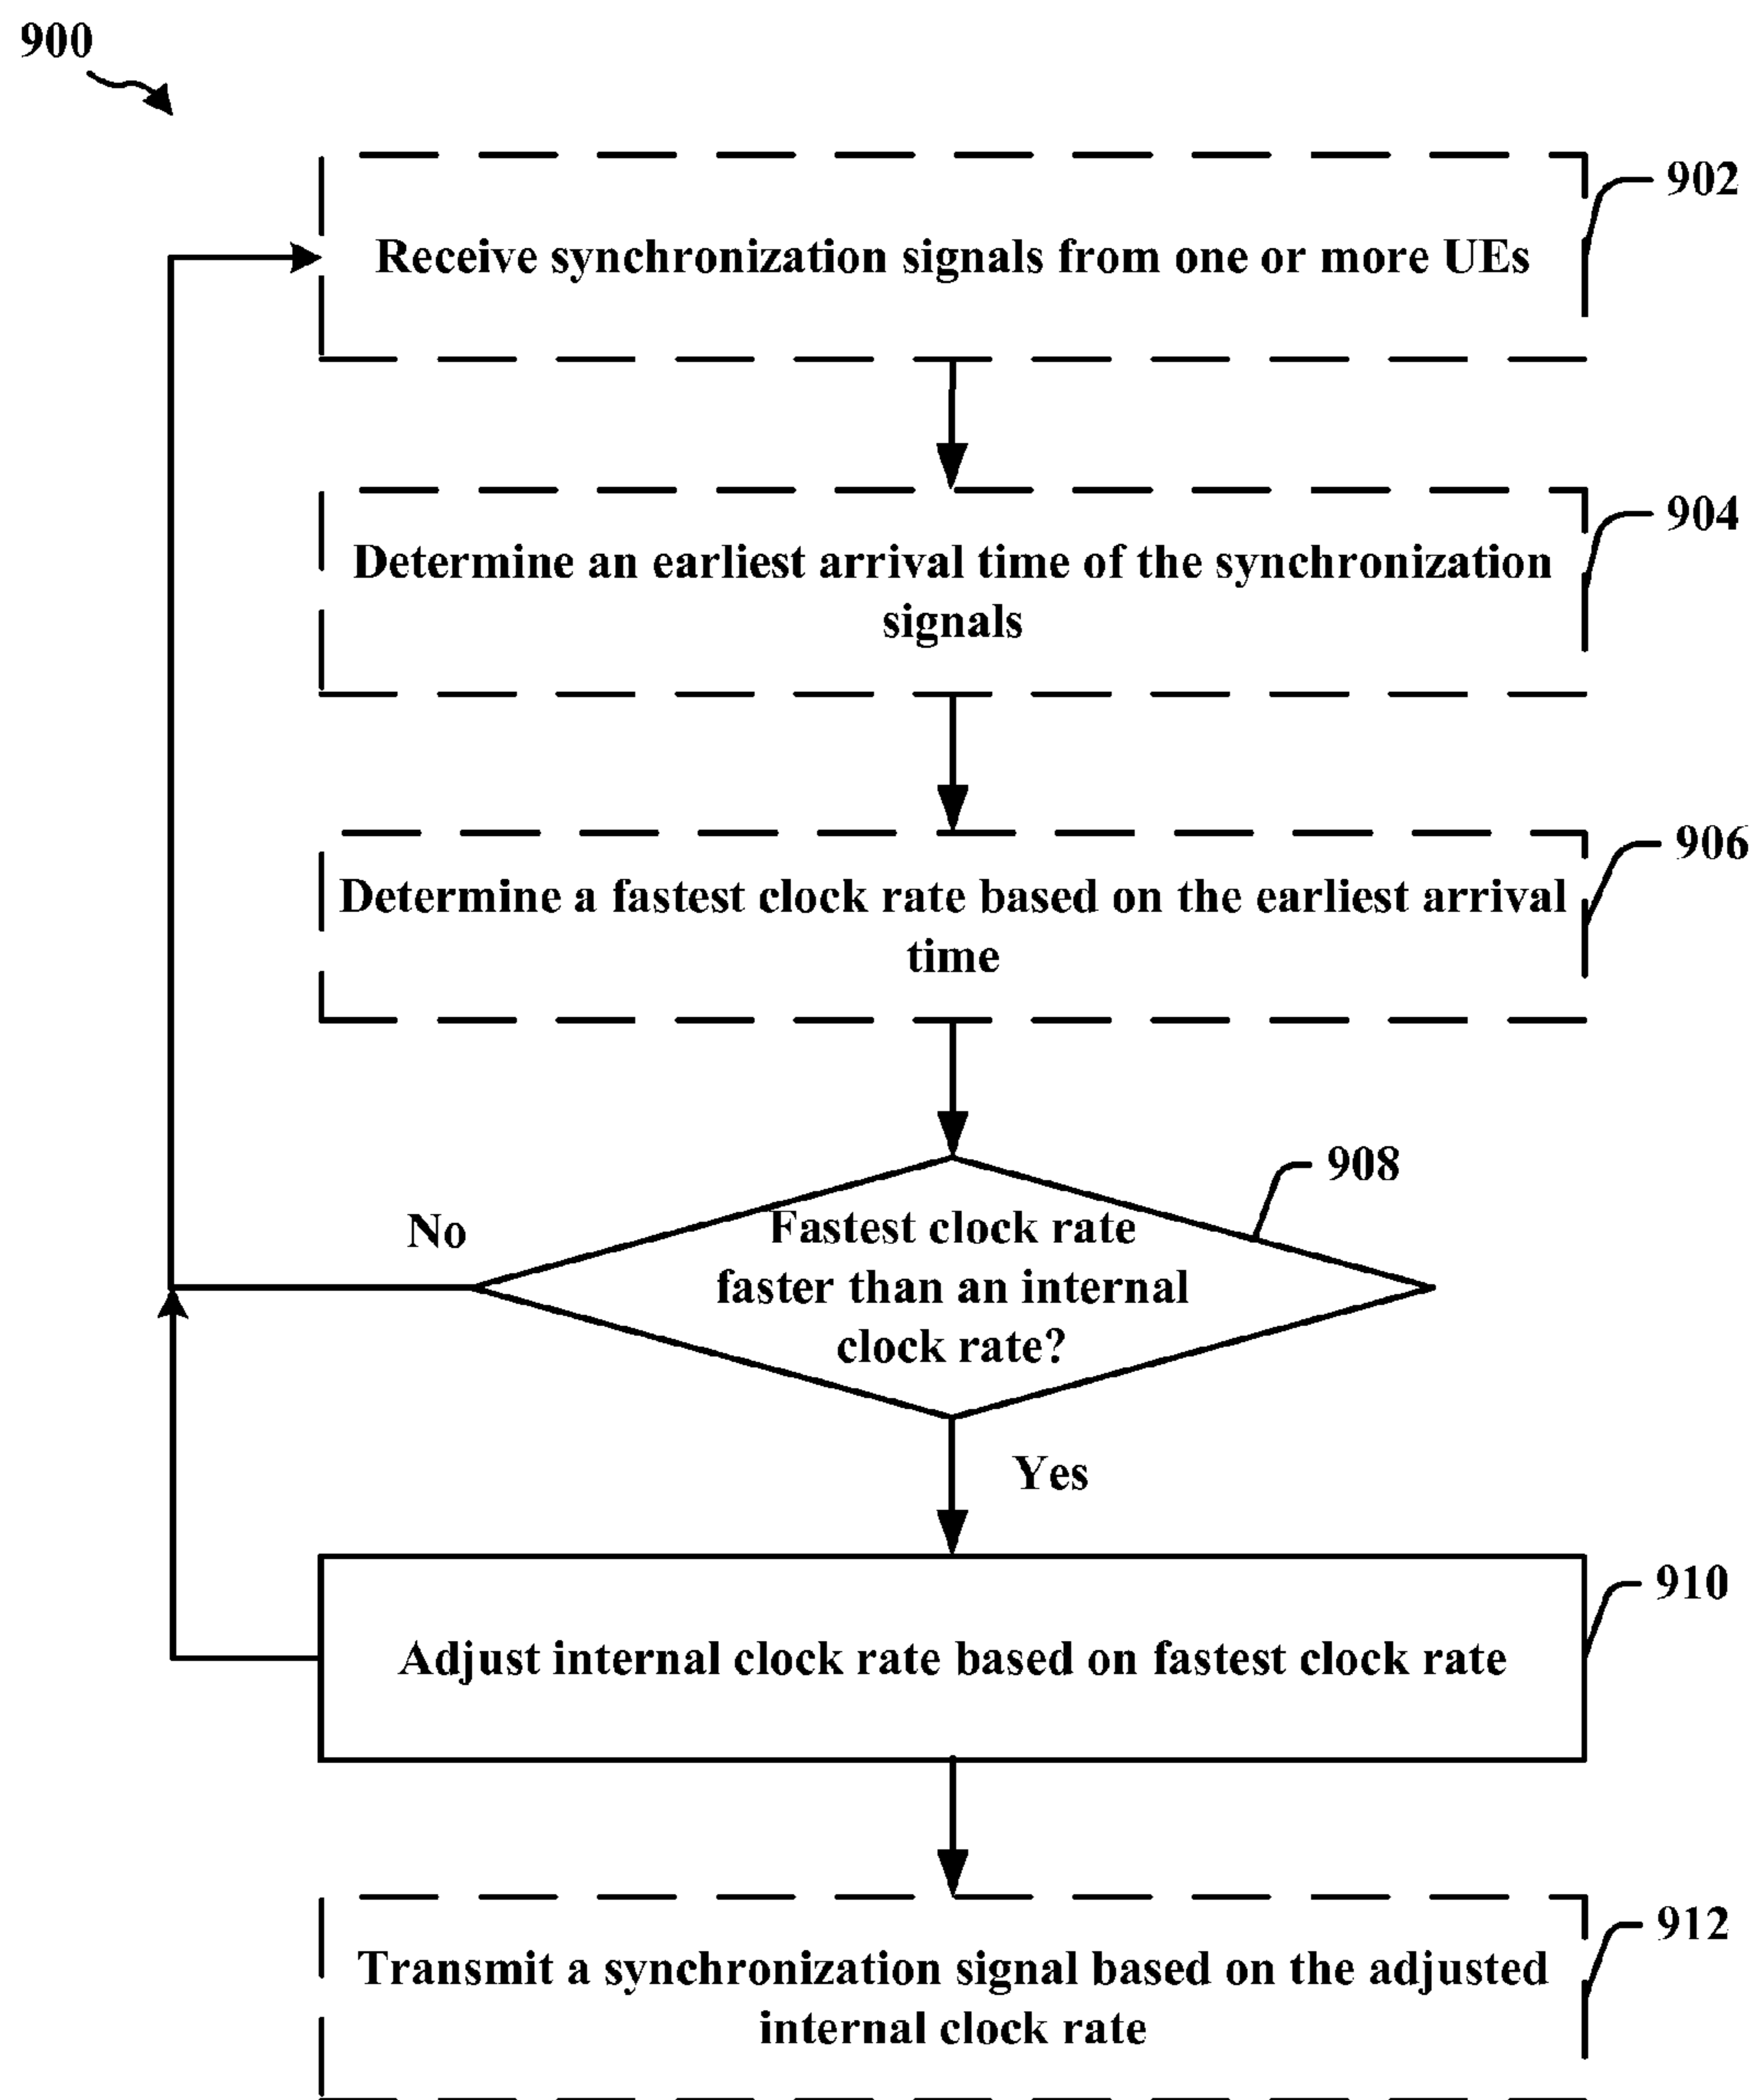 900
902
Receive synchronization signals from one or more UEs
904
Determine an earliest arrival time of the synchronization
signals
906
Determine a fastest clock rate based on the earliest arrival
time
908
No
Fastest clock rate
faster than an internal
clock rate?
Yes
910
Adjust internal clock rate based on fastest clock rate
912
Transmit a synchronization signal based on the adjusted
internal clock rate